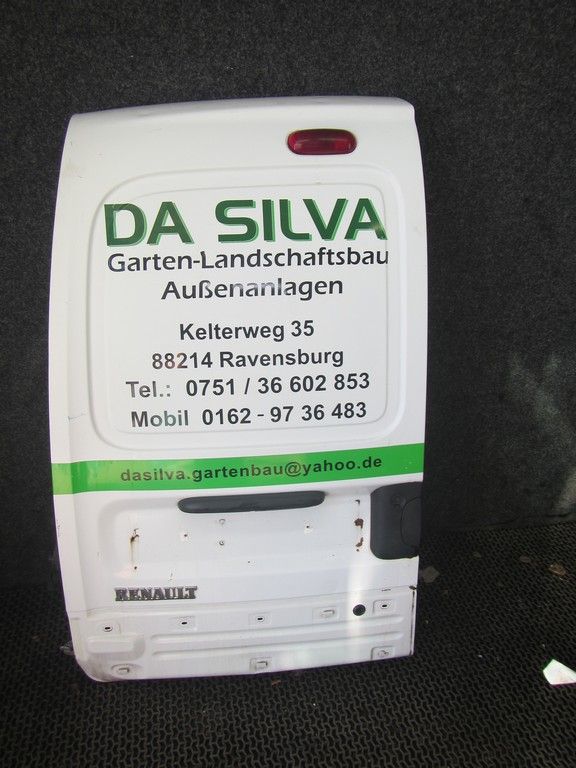 DA SILVA
Garten-Landschaftsbau
Außenanlagen
Kelterweg 35
88214 Ravensburg
Tel.: 0751 / 36 602 853
Mobil 0162 - 97 36 483
dasilva.gartenbau@yahoo.de
RENAULT